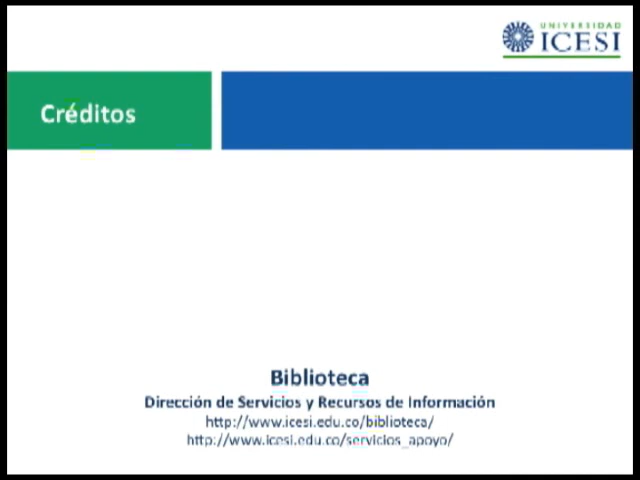 UNIVERSIDAD
ICESI
Créditos
Biblioteca
Dirección de Servicios y Recursos de Información
http://www.icesi.edu.co/biblioteca/
http://www.icesi.edu.co/servicios_apoyo/